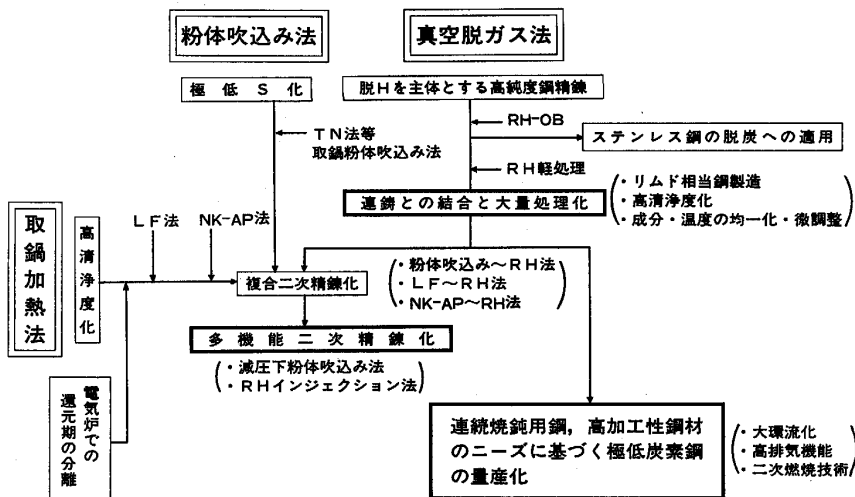 粉体吹込み法
真空脱ガス法
極低S化
脱Hを主体とする高純度鋼精錬
RH-OB
TN法等
取鍋粉体吹込み法
ステンレス鋼の脱炭への適用
RH軽処理
連鋳との結合と大量処理化
・リムド相当鋼製造
・高清浄度化
・成分・温度の均一化・微調整
取鍋加熱法
高清浄度化
LF法
NK-AP法
複合二次精錬化
・粉体吹込み～RH法
・LF～RH法
・NK-AP～RH法
多機能二次精錬化
・減圧下粉体吹込み法
・RHインジェクション法
電気炉での
還元期の分離
連続焼鈍用鋼，高加工性鋼材
のニーズに基づく極低炭素鋼
の量産化
・大環流化
・高排気機能
・二次燃焼技術